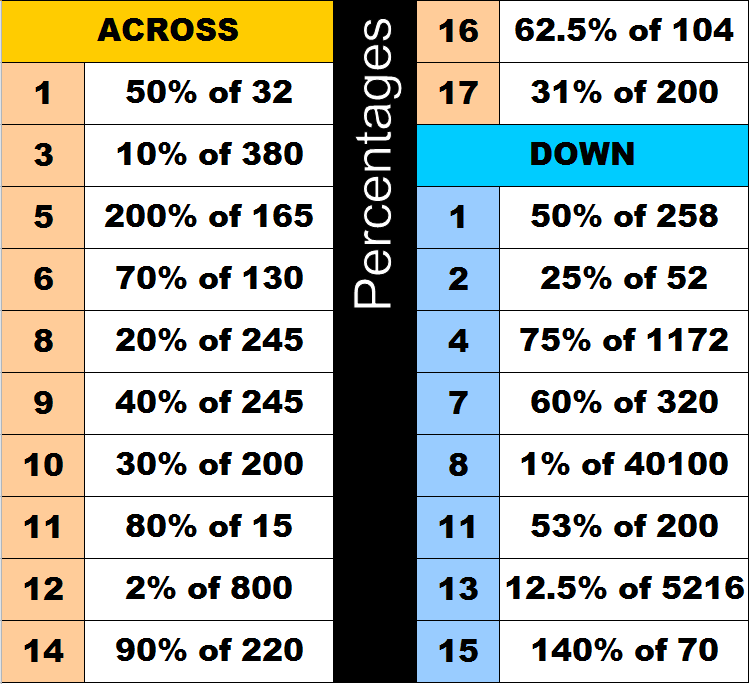 ACROSS
1 50% of 32
3 10% of 380
5 200% of 165
6 70% of 130
8 20% of 245
9 40% of 245
10 30% of 200
11 80% of 15
12 2% of 800
14 90% of 220
Percentages
16 62.5% of 104
17 31% of 200
DOWN
1 50% of 258
2 25% of 52
4 75% of 1172
7 60% of 320
8 1% of 40100
11 53% of 200
13 12.5% of 5216
15 140% of 70